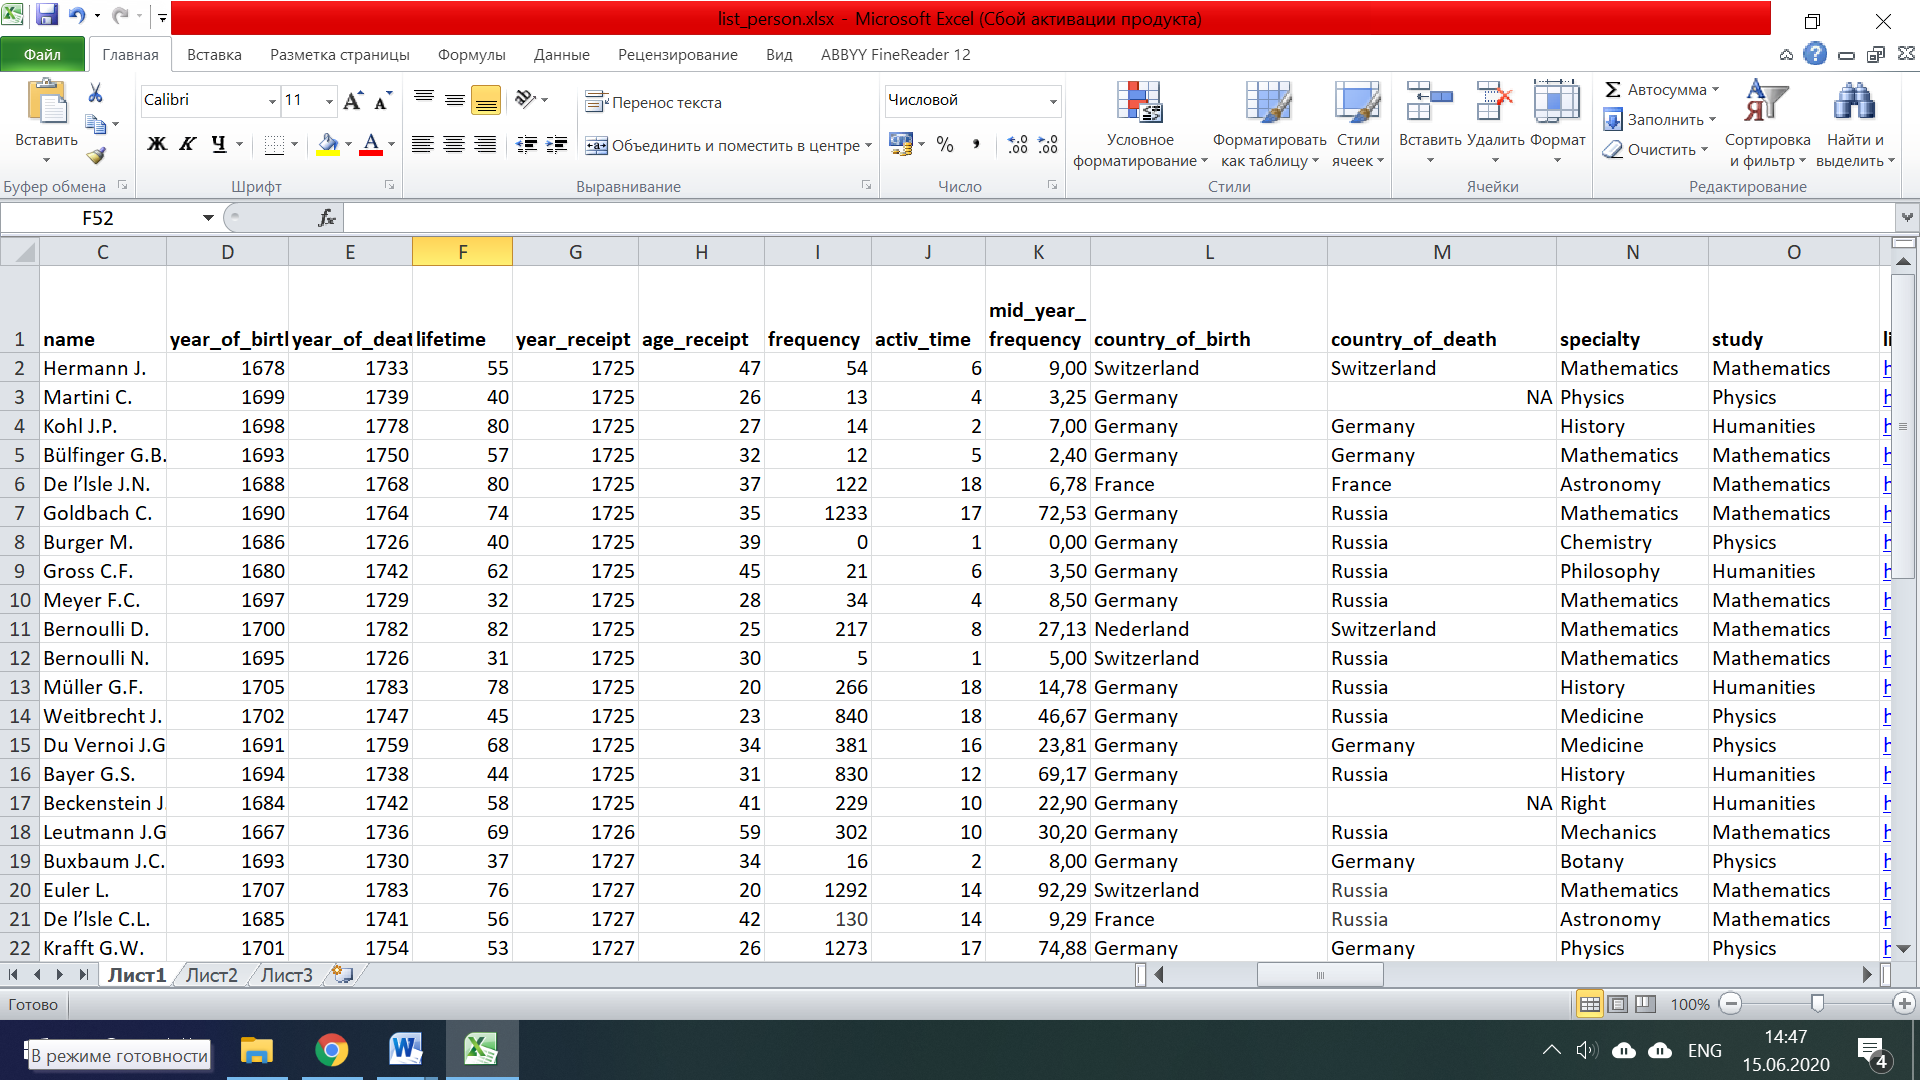 list_person.xlsx - Microsoft Excel (Сбой активации продукта)
Файл Главная Вставка Разметка страницы Формулы Данные Рецензирование Вид ABBYY FineReader 12
Calibri 11 Перенос текста Числовой Автосумма
Вставить Условное форматирование Форматировать как таблицу Стили ячеек Вставить Удалить Формат Заполнить Сортировка и фильтр Найти и выделить
Ж К Ч Объединить и поместить в центре % Очистить
Буфер обмена Шрифт Выравнивание Число Стили Ячейки Редактирование
F52 fx
C D E F G H I J K L M N O
1 name year_of_birth year_of_deat lifetime year_receipt age_receipt frequency activ_time mid_year_frequency country_of_birth country_of_death specialty study li
2 Hermann J. 1678 1733 55 1725 47 54 6 9,00 Switzerland Switzerland Mathematics Mathematics h
3 Martini C. 1699 1739 40 1725 26 13 4 3,25 Germany NA Physics Physics h
4 Kohl J.P. 1698 1778 80 1725 27 14 2 7,00 Germany Germany History Humanities h
5 Bülfinger G.B. 1693 1750 57 1725 32 12 5 2,40 Germany Germany Mathematics Mathematics h
6 De l’Isle J.N. 1688 1768 80 1725 37 122 18 6,78 France France Astronomy Mathematics h
7 Goldbach C. 1690 1764 74 1725 35 1233 17 72,53 Germany Russia Mathematics Mathematics h
8 Burger M. 1686 1726 40 1725 39 0 1 0,00 Germany Russia Chemistry Physics h
9 Gross C.F. 1680 1742 62 1725 45 21 6 3,50 Germany Russia Philosophy Humanities h
10 Meyer F.C. 1697 1729 32 1725 28 34 4 8,50 Germany Russia Mathematics Mathematics h
11 Bernoulli D. 1700 1782 82 1725 25 217 8 27,13 Nederland Switzerland Mathematics Mathematics h
12 Bernoulli N. 1695 1726 31 1725 30 5 1 5,00 Switzerland Russia Mathematics Mathematics h
13 Müller G.F. 1705 1783 78 1725 20 266 18 14,78 Germany Russia History Humanities h
14 Weitbrecht J. 1702 1747 45 1725 23 840 18 46,67 Germany Russia Medicine Physics h
15 Du Vernoi J.G 1691 1759 68 1725 34 381 16 23,81 Germany Germany Medicine Physics h
16 Bayer G.S. 1694 1738 44 1725 31 830 12 69,17 Germany Russia History Humanities h
17 Beckenstein J. 1684 1742 58 1725 41 229 10 22,90 Germany NA Right Humanities h
18 Leutmann J.G 1667 1736 69 1726 59 302 10 30,20 Germany Russia Mechanics Mathematics h
19 Buxbaum J.C. 1693 1730 37 1727 34 16 2 8,00 Germany Germany Botany Physics h
20 Euler L. 1707 1783 76 1727 20 1292 14 92,29 Switzerland Russia Mathematics Mathematics h
21 De l’Isle C.L. 1685 1741 56 1727 42 130 14 9,29 France Russia Astronomy Mathematics h
22 Krafft G.W. 1701 1754 53 1727 26 1273 17 74,88 Germany Germany Physics Physics h
Лист1 Лист2 Лист3
Готово 100%
В режиме готовности ENG 14:47
15.06.2020 4